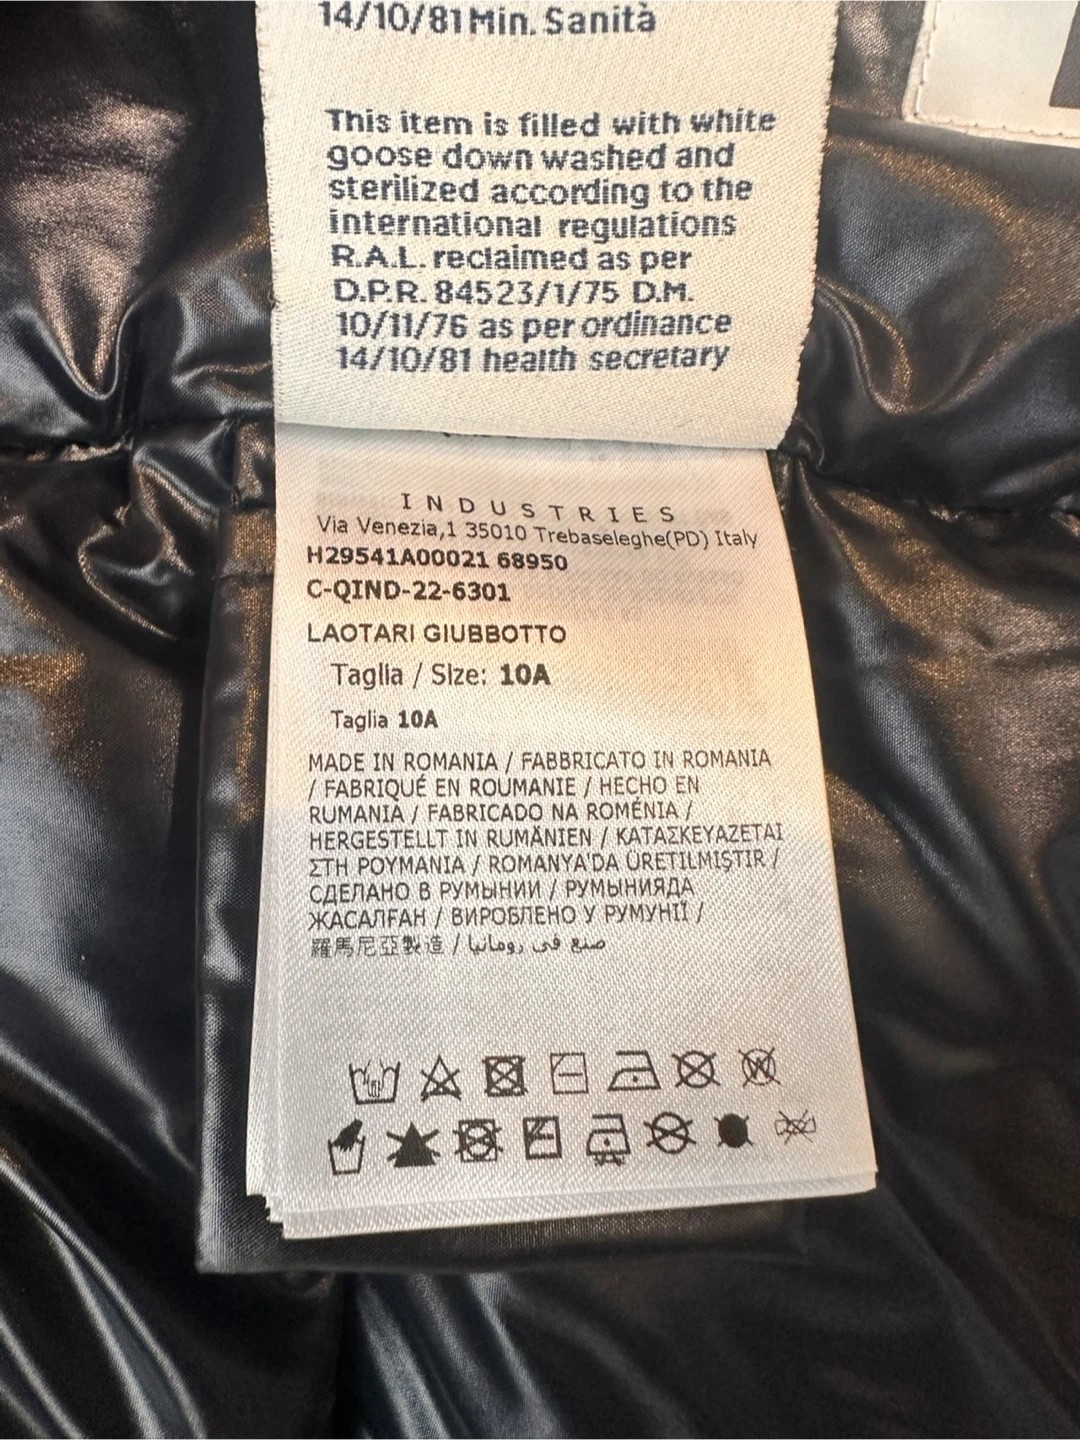 14/10/81 Min. Sanità
This item is filled with white
goose down washed and
sterilized according to the
international regulations
R.A.L. reclaimed as per
D.P.R. 84523/1/75 D.M.
10/11/76 as per ordinance
14/10/81 health secretary
INDUSTRIES
Via Venezia,1 35010 Trebaseleghe(PD) Italy
H29541A00021 68950
C-QIND-22-6301
LAOTARI GIUBBOTTO
Taglia / Size: 10A
Taglia 10A
MADE IN ROMANIA / FABBRICATO IN ROMANIA
/ FABRIQUÉ EN ROUMANIE / HECHO EN
RUMANIA / FABRICADO NA ROMÉNIA /
HERGESTELLT IN RUMÄNIEN / ΚΑΤΑΣΚΕΥΑΖΕΤΑΙ
ΣΤΗ ΡΟΥΜΑΝΙΑ / ROMANYA'DA ÜRETILMIŞTIR /
СДЕЛАНО В РУМЫНИИ / РУМЫНИЯДА
ЖАСАЛҒАН / ВИРОБЛЕНО У РУМУНІЇ /
羅馬尼亞製造 / صنع في رومانيا